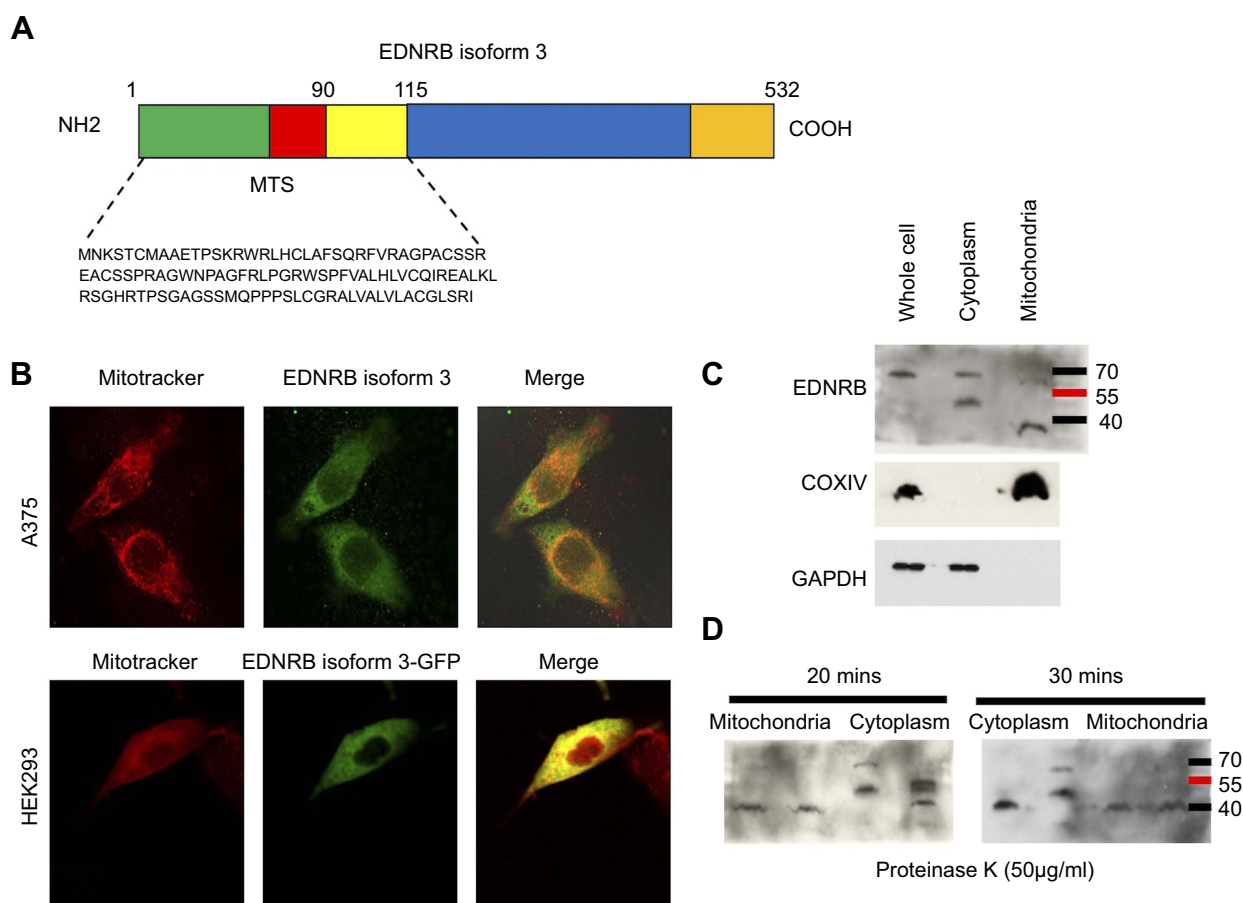 A
EDNRB isoform 3
1 90 115 532
NH2 COOH
MTS
MNKSTCMAAETPSKRWRLHCLAFSQRFVRAGPACSSR
EACSSPRAGWNPAGFRLPGRWSPFVALHLVCQIREALKL
RSGHRTPSGAGSSMQPPPSLCGRALVALVLACGLSRI
B
Mitotracker EDNRB isoform 3 Merge
A375
Mitotracker EDNRB isoform 3-GFP Merge
HEK293
C
Whole cell
Cytoplasm
Mitochondria
EDNRB
70
55
40
COXIV
GAPDH
D
20 mins 30 mins
Mitochondria Cytoplasm Cytoplasm Mitochondria
70
55
40
Proteinase K (50µg/ml)